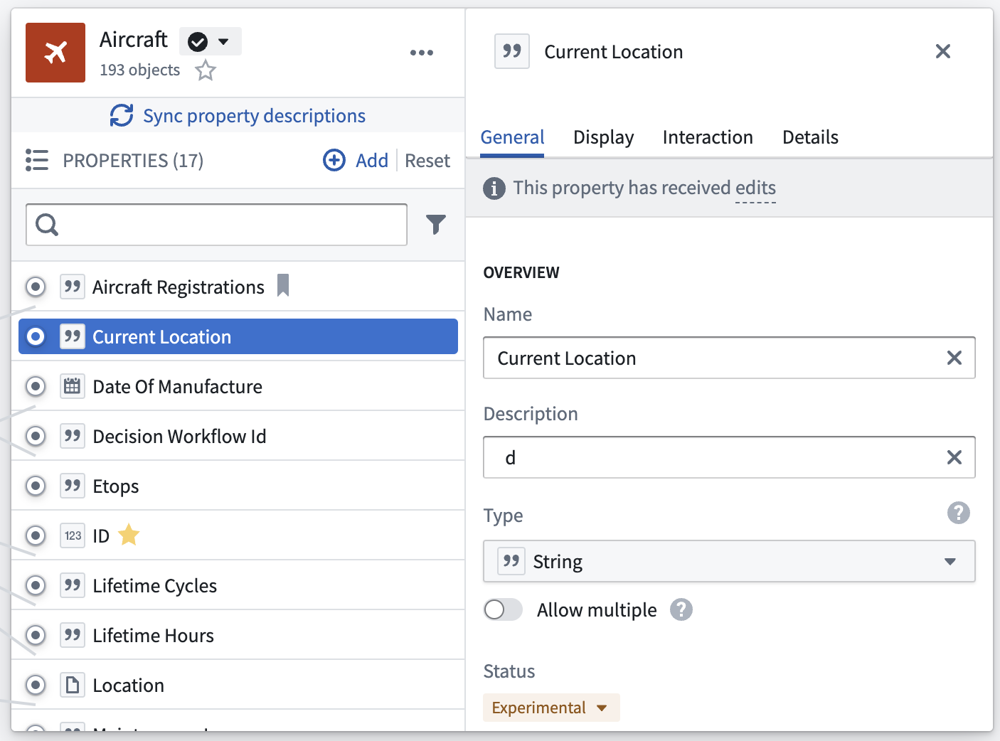 Aircraft
193 objects
Sync property descriptions
PROPERTIES (17)
Add
Reset
Aircraft Registrations
Current Location
Date Of Manufacture
Decision Workflow Id
Etops
123
ID
Lifetime Cycles
Lifetime Hours
Location
Current Location
General
Display
Interaction
Details
This property has received edits
OVERVIEW
Name
Current Location
Description
d
Type
String
Allow multiple
Status
Experimental